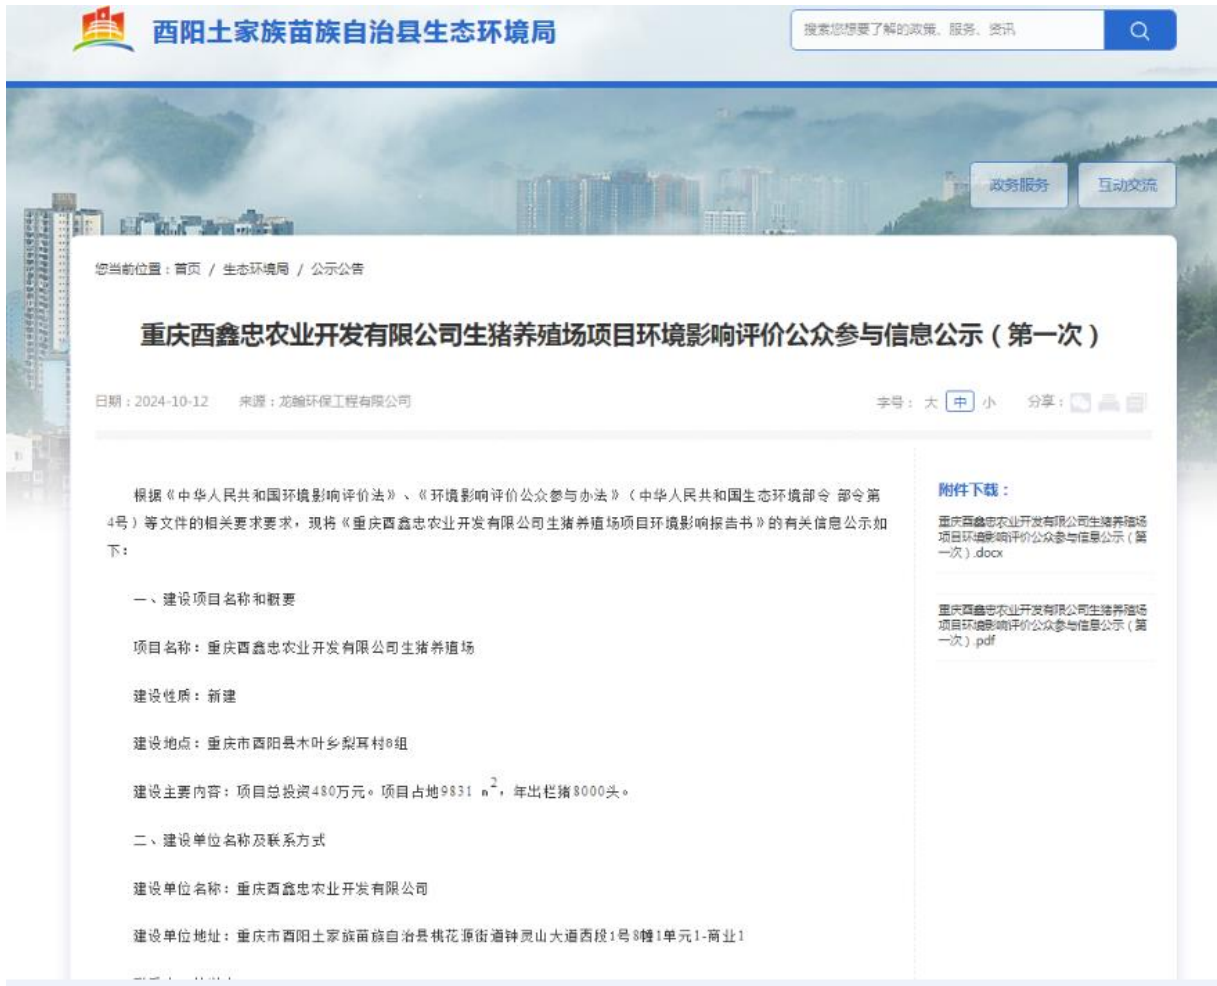 酉阳土家族苗族自治县生态环境局
搜索您想要了解的政策、服务、资讯
政务服务
互动交流
您当前位置：首页 / 生态环境局 / 公示公告
重庆酉鑫忠农业开发有限公司生猪养殖场项目环境影响评价公众参与信息公示（第一次）
日期：2024-10-12 来源：龙翰环保工程有限公司
字号： 大 中 小 分享：
根据《中华人民共和国环境影响评价法》、《环境影响评价公众参与办法》（中华人民共和国生态环境部令 部令第
4号）等文件的相关要求要求，现将《重庆酉鑫忠农业开发有限公司生猪养殖场项目环境影响报告书》的有关信息公示如
下：
一、建设项目名称和概要
项目名称：重庆酉鑫忠农业开发有限公司生猪养殖场
建设性质：新建
建设地点：重庆市酉阳县木叶乡梨耳村8组
建设主要内容：项目总投资480万元。项目占地9831 m²，年出栏猪8000头。
二、建设单位名称及联系方式
建设单位名称：重庆酉鑫忠农业开发有限公司
建设单位地址：重庆市酉阳土家族苗族自治县桃花源街道钟灵山大道西段1号8幢1单元1-商业1
附件下载：
重庆酉鑫忠农业开发有限公司生猪养殖场
项目环境影响评价公众参与信息公示（第
一次）.docx
重庆酉鑫忠农业开发有限公司生猪养殖场
项目环境影响评价公众参与信息公示（第
一次）.pdf